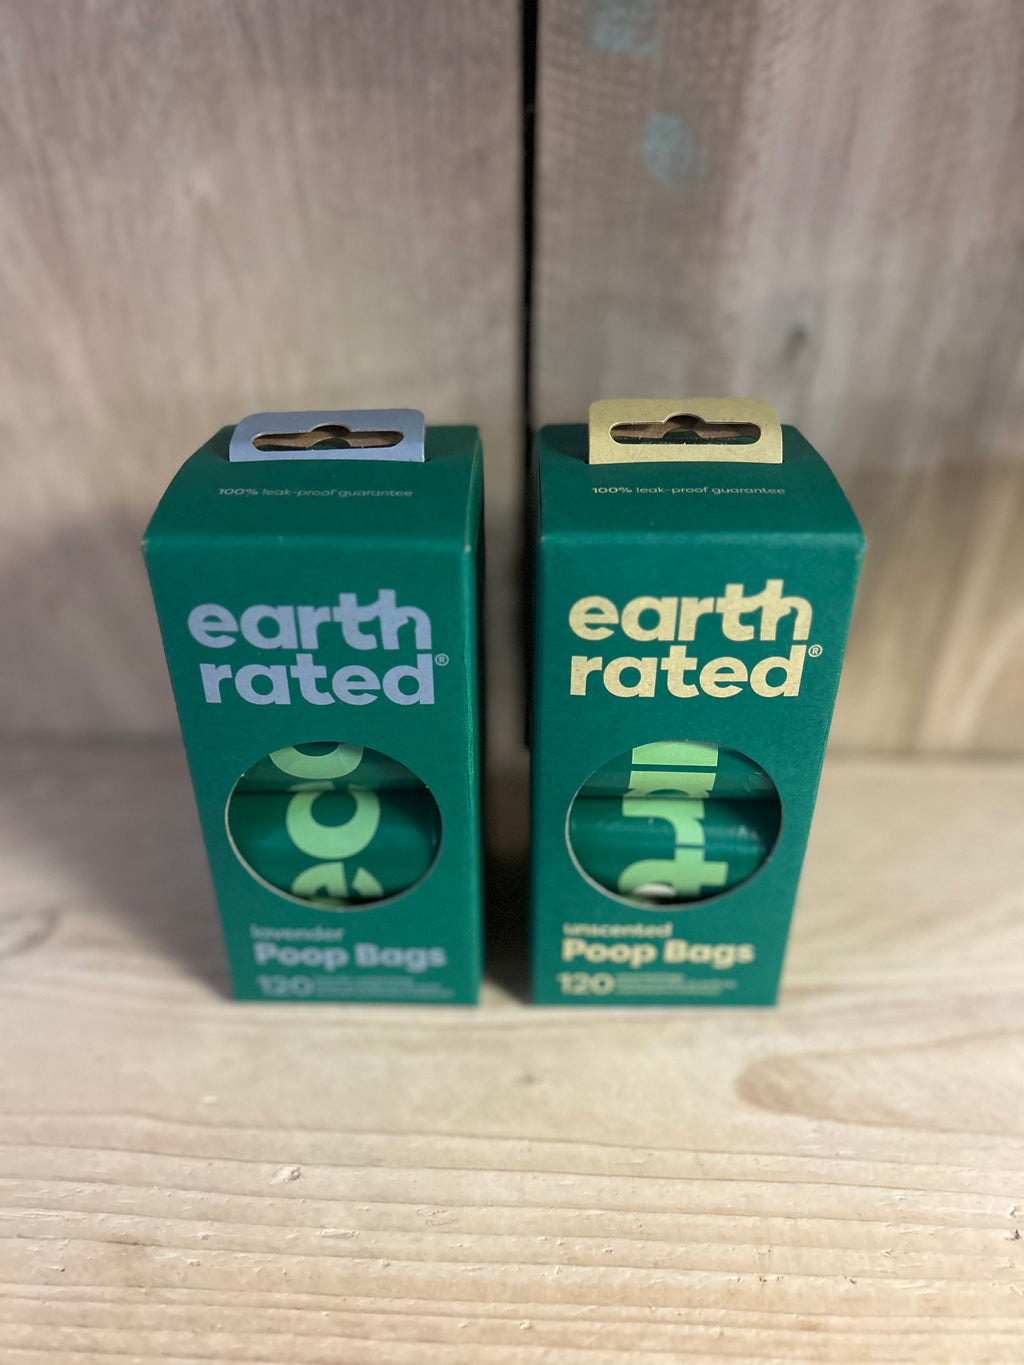 100% leak-proof guarantee
earth
rated®
lavender
Poop Bags
120
100% leak-proof guarantee
earth
rated®
unscented
Poop Bags
120